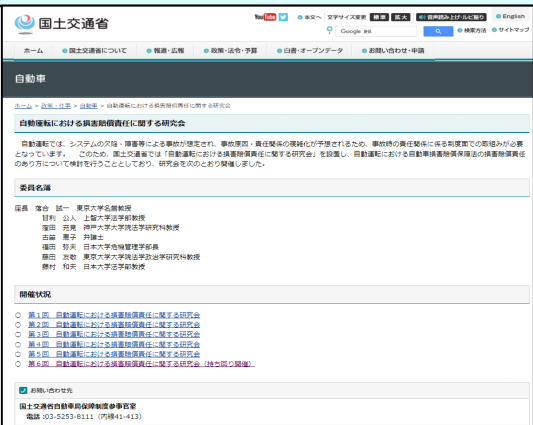 国土交通省
YouTube
本文へ 文字サイズ変更 標準 拡大 音声読み上げ・ルビ振り English
Google 検索 検索方法 サイトマップ
ホーム 国土交通省について 報道・広報 政策・法令・予算 白書・オープンデータ お問い合わせ・申請
自動車
ホーム > 政策・仕事 > 自動車 > 自動運転における損害賠償責任に関する研究会
自動運転における損害賠償責任に関する研究会
自動運転では、システムの欠陥・障害等による事故が想定され、事故原因・責任関係の複雑化が予想されるため、事故時の責任関係に係る制度面での取組みが必要
となっています。 このため、国土交通省では「自動運転における損害賠償責任に関する研究会」を設置し、自動運転における自動車損害賠償保障法の損害賠償責任
のあり方について検討を行うこととしており、研究会を次のとおり開催しました。
委員名簿
座長 落合 誠一 東京大学名誉教授
甘利 公人 上智大学法学部教授
窪田 充見 神戸大学大学院法学研究科教授
古笛 恵子 弁護士
福田 弥夫 日本大学危機管理学部長
藤田 友敬 東京大学大学院法学政治学研究科教授
藤村 和夫 日本大学法学部教授
開催状況
○ 第1回 自動運転における損害賠償責任に関する研究会
○ 第2回 自動運転における損害賠償責任に関する研究会
○ 第3回 自動運転における損害賠償責任に関する研究会
○ 第4回 自動運転における損害賠償責任に関する研究会
○ 第5回 自動運転における損害賠償責任に関する研究会
○ 第6回 自動運転における損害賠償責任に関する研究会(持ち回り開催)
お問い合わせ先
国土交通省自動車局保障制度参事官室
電話 :03-5253-8111 (内線41-413)